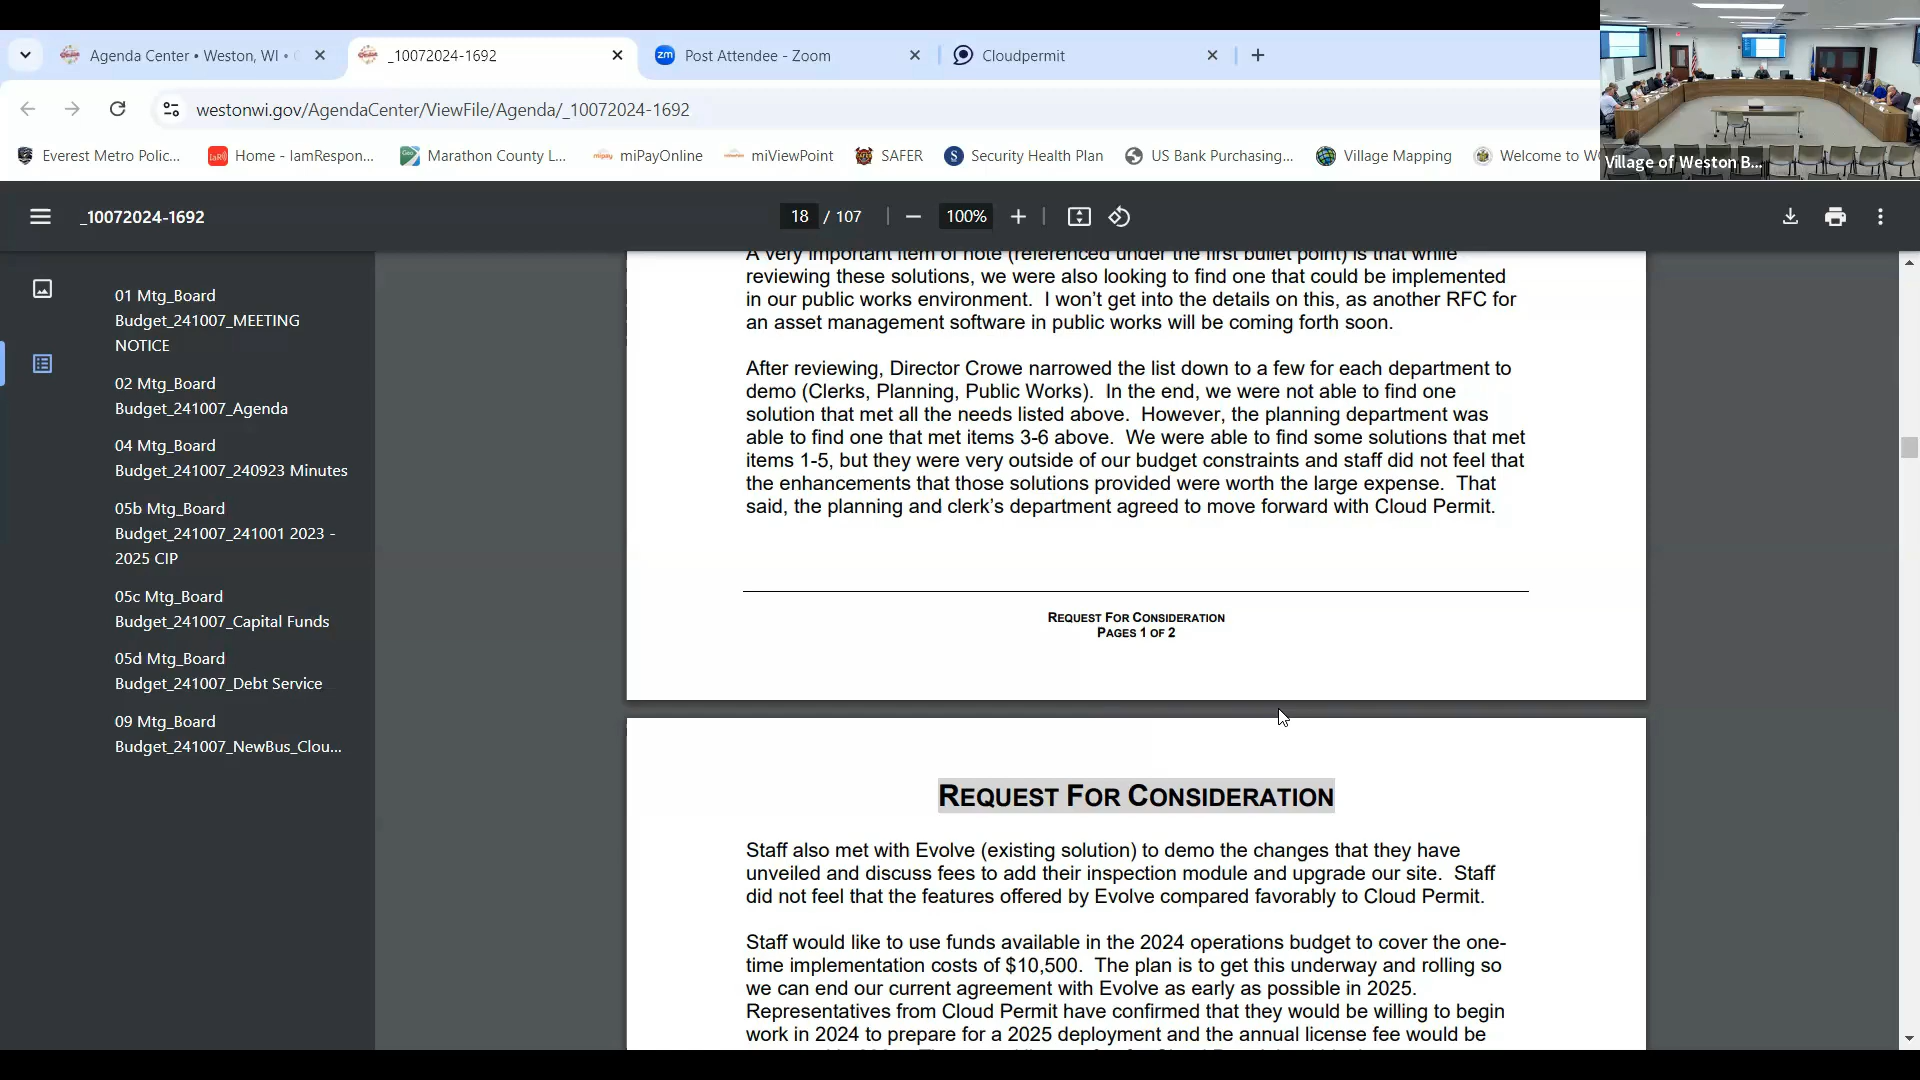 Agenda Center • Weston, WI •
_10072024-1692
Post Attendee - Zoom
Cloudpermit
westonwi.gov/AgendaCenter/ViewFile/Agenda/_10072024-1692
Everest Metro Polic...
Home - IamRespon...
Marathon County L...
miPayOnline
miViewPoint
SAFER
Security Health Plan
US Bank Purchasing...
Village Mapping
Welcome to
Village of Weston B...
_10072024-1692
18 / 107
100%
01 Mtg_Board
Budget_241007_MEETING
NOTICE
02 Mtg_Board
Budget_241007_Agenda
04 Mtg_Board
Budget_241007_240923 Minutes
05b Mtg_Board
Budget_241007_241001 2023 -
2025 CIP
05c Mtg_Board
Budget_241007_Capital Funds
05d Mtg_Board
Budget_241007_Debt Service
09 Mtg_Board
Budget_241007_NewBus_Clou...
A very important item of note (referenced under the first bullet point) is that while
reviewing these solutions, we were also looking to find one that could be implemented
in our public works environment.  I won't get into the details on this, as another RFC for
an asset management software in public works will be coming forth soon.
After reviewing, Director Crowe narrowed the list down to a few for each department to
demo (Clerks, Planning, Public Works).  In the end, we were not able to find one
solution that met all the needs listed above.  However, the planning department was
able to find one that met items 3-6 above.  We were able to find some solutions that met
items 1-5, but they were very outside of our budget constraints and staff did not feel that
the enhancements that those solutions provided were worth the large expense.  That
said, the planning and clerk's department agreed to move forward with Cloud Permit.
REQUEST FOR CONSIDERATION
PAGES 1 OF 2
REQUEST FOR CONSIDERATION
Staff also met with Evolve (existing solution) to demo the changes that they have
unveiled and discuss fees to add their inspection module and upgrade our site.  Staff
did not feel that the features offered by Evolve compared favorably to Cloud Permit.
Staff would like to use funds available in the 2024 operations budget to cover the one-
time implementation costs of $10,500.  The plan is to get this underway and rolling so
we can end our current agreement with Evolve as early as possible in 2025.
Representatives from Cloud Permit have confirmed that they would be willing to begin
work in 2024 to prepare for a 2025 deployment and the annual license fee would be